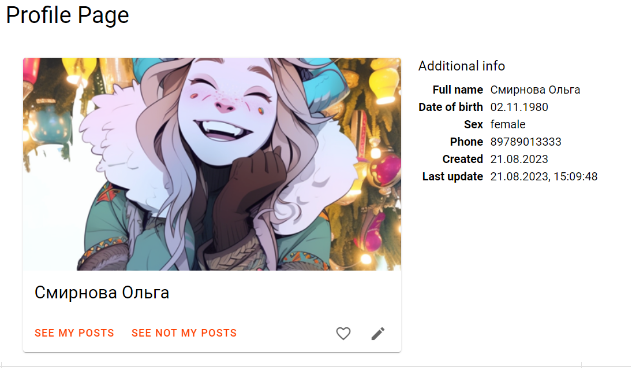 Profile Page
Additional info
Full name Смирнова Ольга
Date of birth 02.11.1980
Sex female
Phone 89789013333
Created 21.08.2023
Last update 21.08.2023, 15:09:48
Смирнова Ольга
SEE MY POSTS SEE NOT MY POSTS